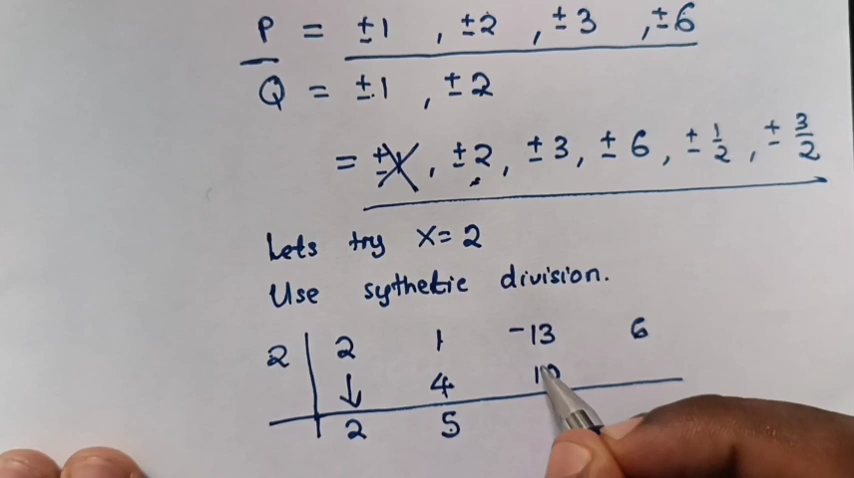 P = ±1 , ±2 , ±3 , ±6
Q = ±1 , ±2
= ±1, ±2, ±3, ± 6, ± 1/2, ± 3/2
Lets try x=2
Use sythetic division.
2 | 2 1 -13 6
↓ 4 10
2 5